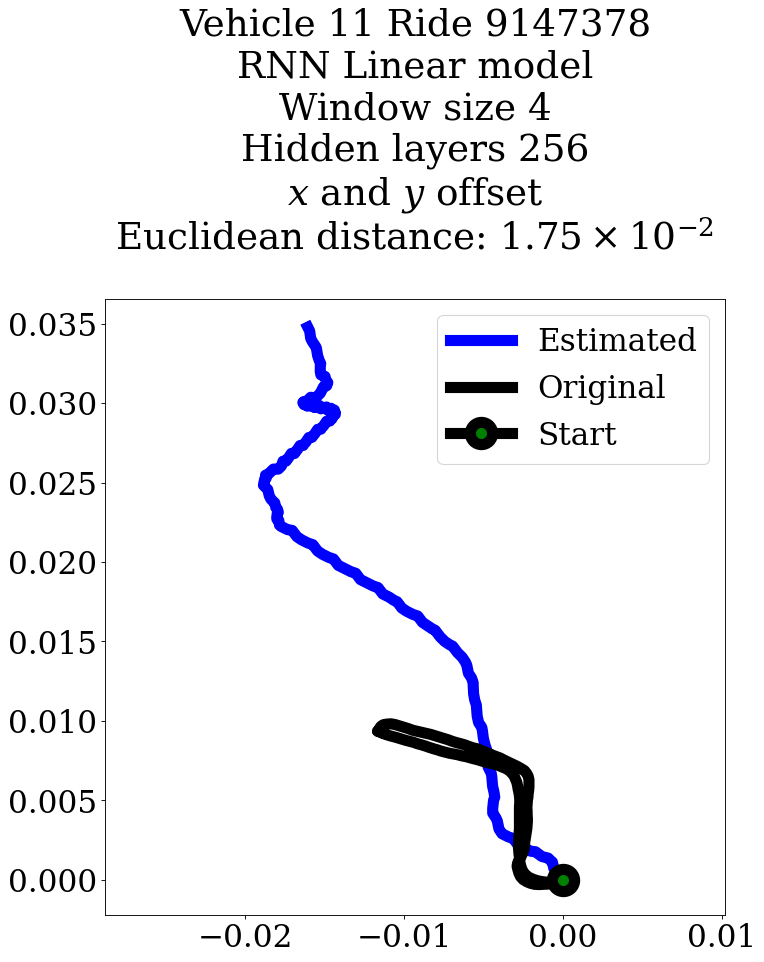 Vehicle 11 Ride 9147378
RNN Linear model
Window size 4
Hidden layers 256
x and y offset
Euclidean distance: 1.75 × 10⁻²
Estimated
Original
Start
0.035
0.030
0.025
0.020
0.015
0.010
0.005
0.000
−0.02 −0.01 0.00 0.01